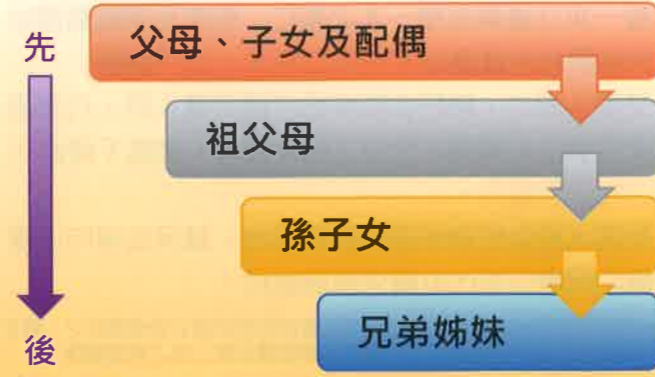 先
父母、子女及配偶
祖父母
孫子女
兄弟姊妹
後